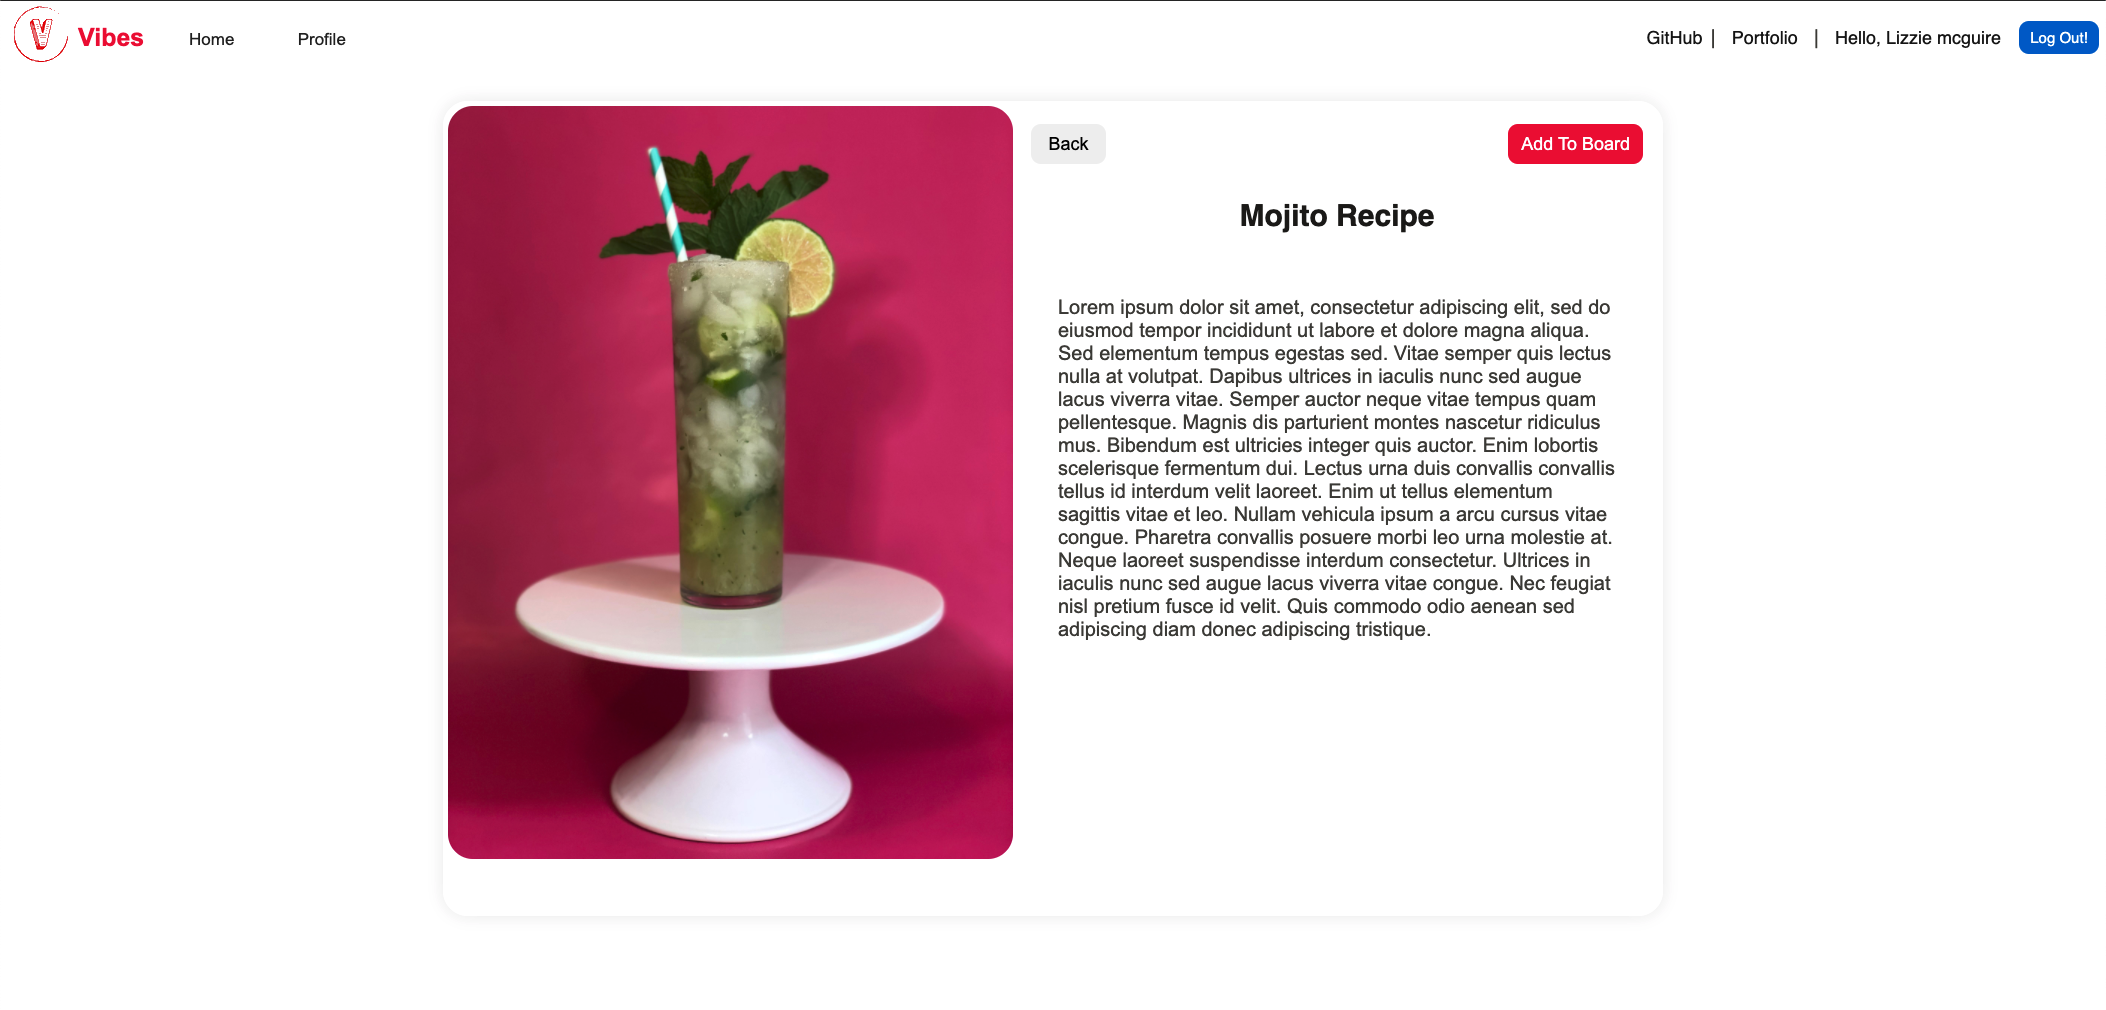 Vibes Home Profile GitHub | Portfolio | Hello, Lizzie mcguire Log Out!
Back Add To Board
Mojito Recipe
Lorem ipsum dolor sit amet, consectetur adipiscing elit, sed do
eiusmod tempor incididunt ut labore et dolore magna aliqua.
Sed elementum tempus egestas sed. Vitae semper quis lectus
nulla at volutpat. Dapibus ultrices in iaculis nunc sed augue
lacus viverra vitae. Semper auctor neque vitae tempus quam
pellentesque. Magnis dis parturient montes nascetur ridiculus
mus. Bibendum est ultricies integer quis auctor. Enim lobortis
scelerisque fermentum dui. Lectus urna duis convallis convallis
tellus id interdum velit laoreet. Enim ut tellus elementum
sagittis vitae et leo. Nullam vehicula ipsum a arcu cursus vitae
congue. Pharetra convallis posuere morbi leo urna molestie at.
Neque laoreet suspendisse interdum consectetur. Ultrices in
iaculis nunc sed augue lacus viverra vitae congue. Nec feugiat
nisl pretium fusce id velit. Quis commodo odio aenean sed
adipiscing diam donec adipiscing tristique.